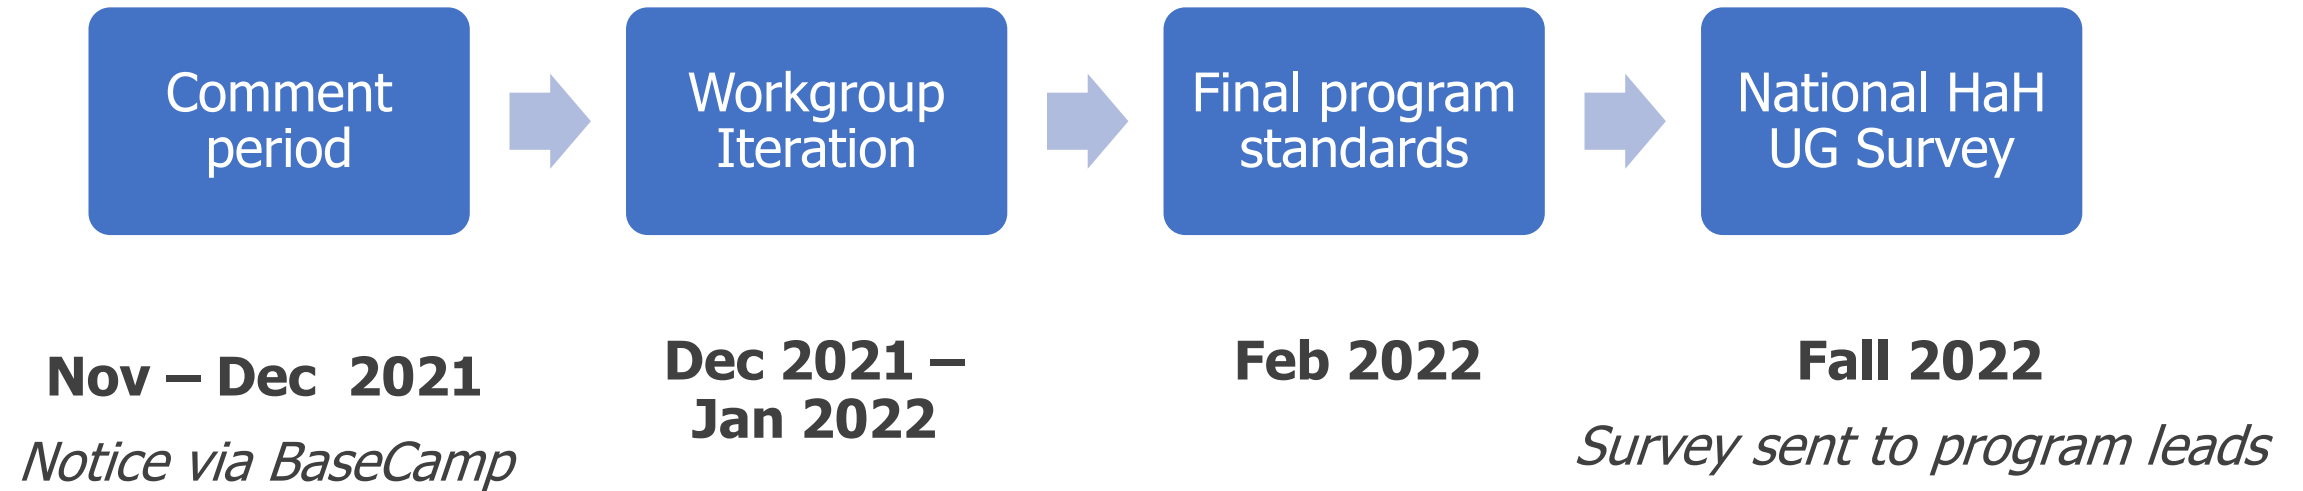 Comment
period
Workgroup
Iteration
Final program
standards
National HaH
UG Survey
Nov – Dec  2021
Notice via BaseCamp
Dec 2021 –
Jan 2022
Feb 2022
Fall 2022
Survey sent to program leads